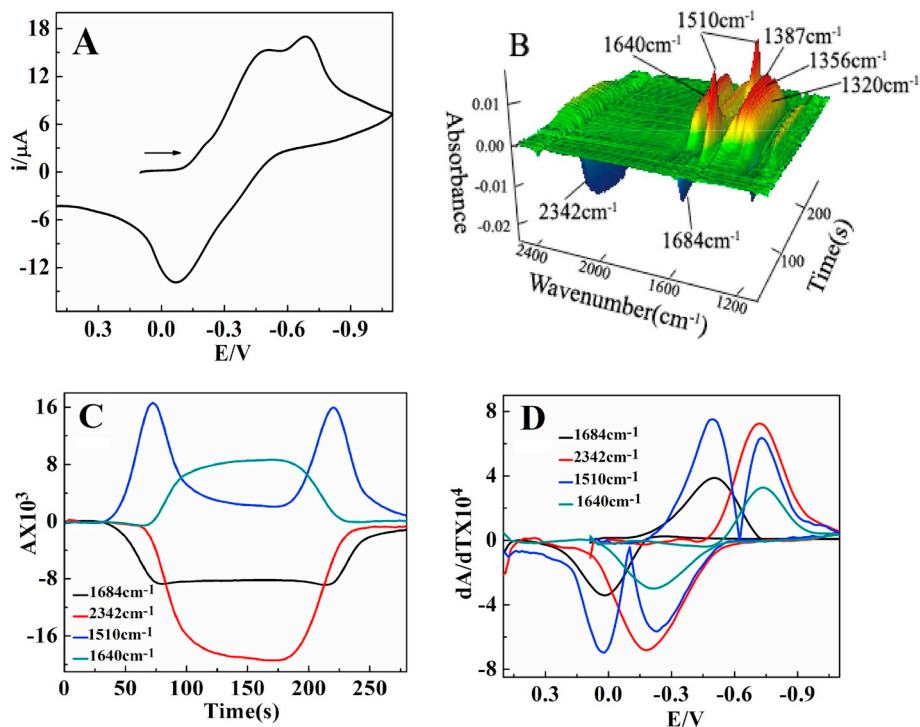 A
18
12
6
0
-6
-12
i/μA
0.3 0.0 -0.3 -0.6 -0.9
E/V
B
1510cm-1
1640cm-1
1387cm-1
1356cm-1
1320cm-1
0.01
0.00
-0.01
-0.02
Absorbance
2342cm-1
1684cm-1
2400 2000 1600 1200
Wavenumber(cm-1)
100 200
Time(s)
C
16
8
0
-8
-16
AX103
1684cm-1
2342cm-1
1510cm-1
1640cm-1
0 50 100 150 200 250
Time(s)
D
8
4
0
-4
-8
dA/dTX104
1684cm-1
2342cm-1
1510cm-1
1640cm-1
0.3 0.0 -0.3 -0.6 -0.9
E/V